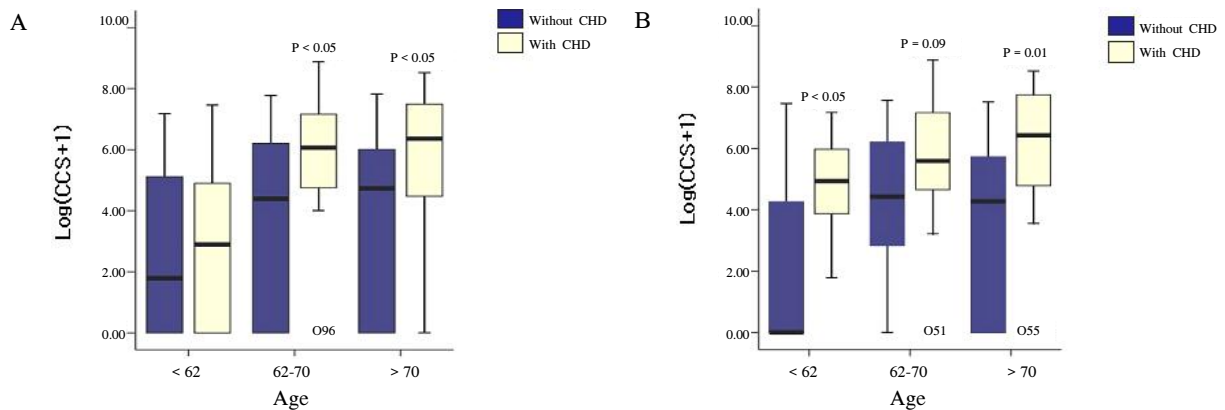 A
10.00
8.00
6.00
4.00
2.00
0.00
Log(CCS+1)
Without CHD
With CHD
P < 0.05
P < 0.05
O96
< 62
62-70
> 70
Age
B
10.00
8.00
6.00
4.00
2.00
0.00
Log(CCS+1)
Without CHD
With CHD
P < 0.05
P = 0.09
P = 0.01
O51
O55
< 62
62-70
> 70
Age